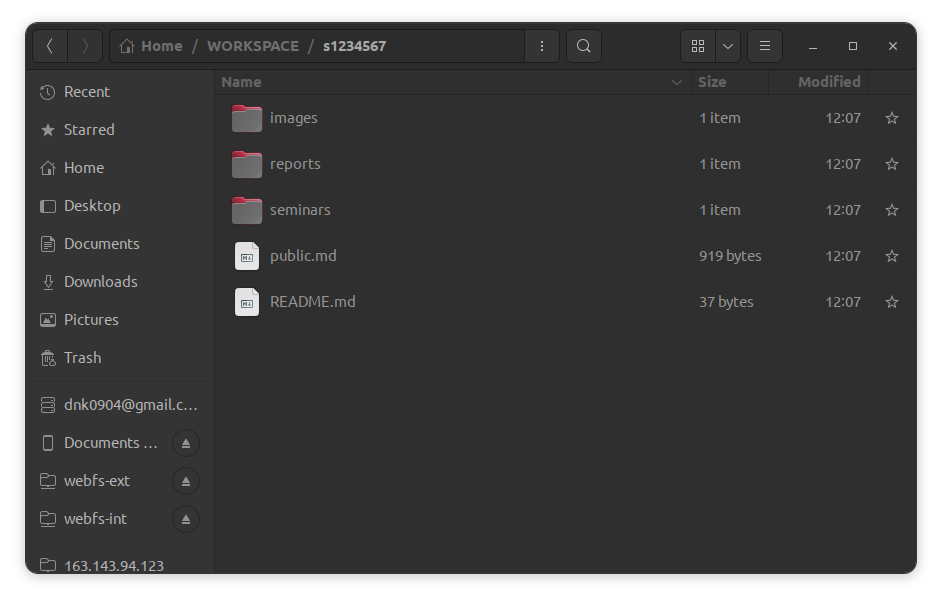 Home / WORKSPACE / s1234567
Name Size Modified
Recent
Starred
Home
Desktop
Documents
Downloads
Pictures
Trash
dnk0904@gmail.c...
Documents ...
webfs-ext
webfs-int
163.143.94.123
images 1 item 12:07
reports 1 item 12:07
seminars 1 item 12:07
public.md 919 bytes 12:07
README.md 37 bytes 12:07